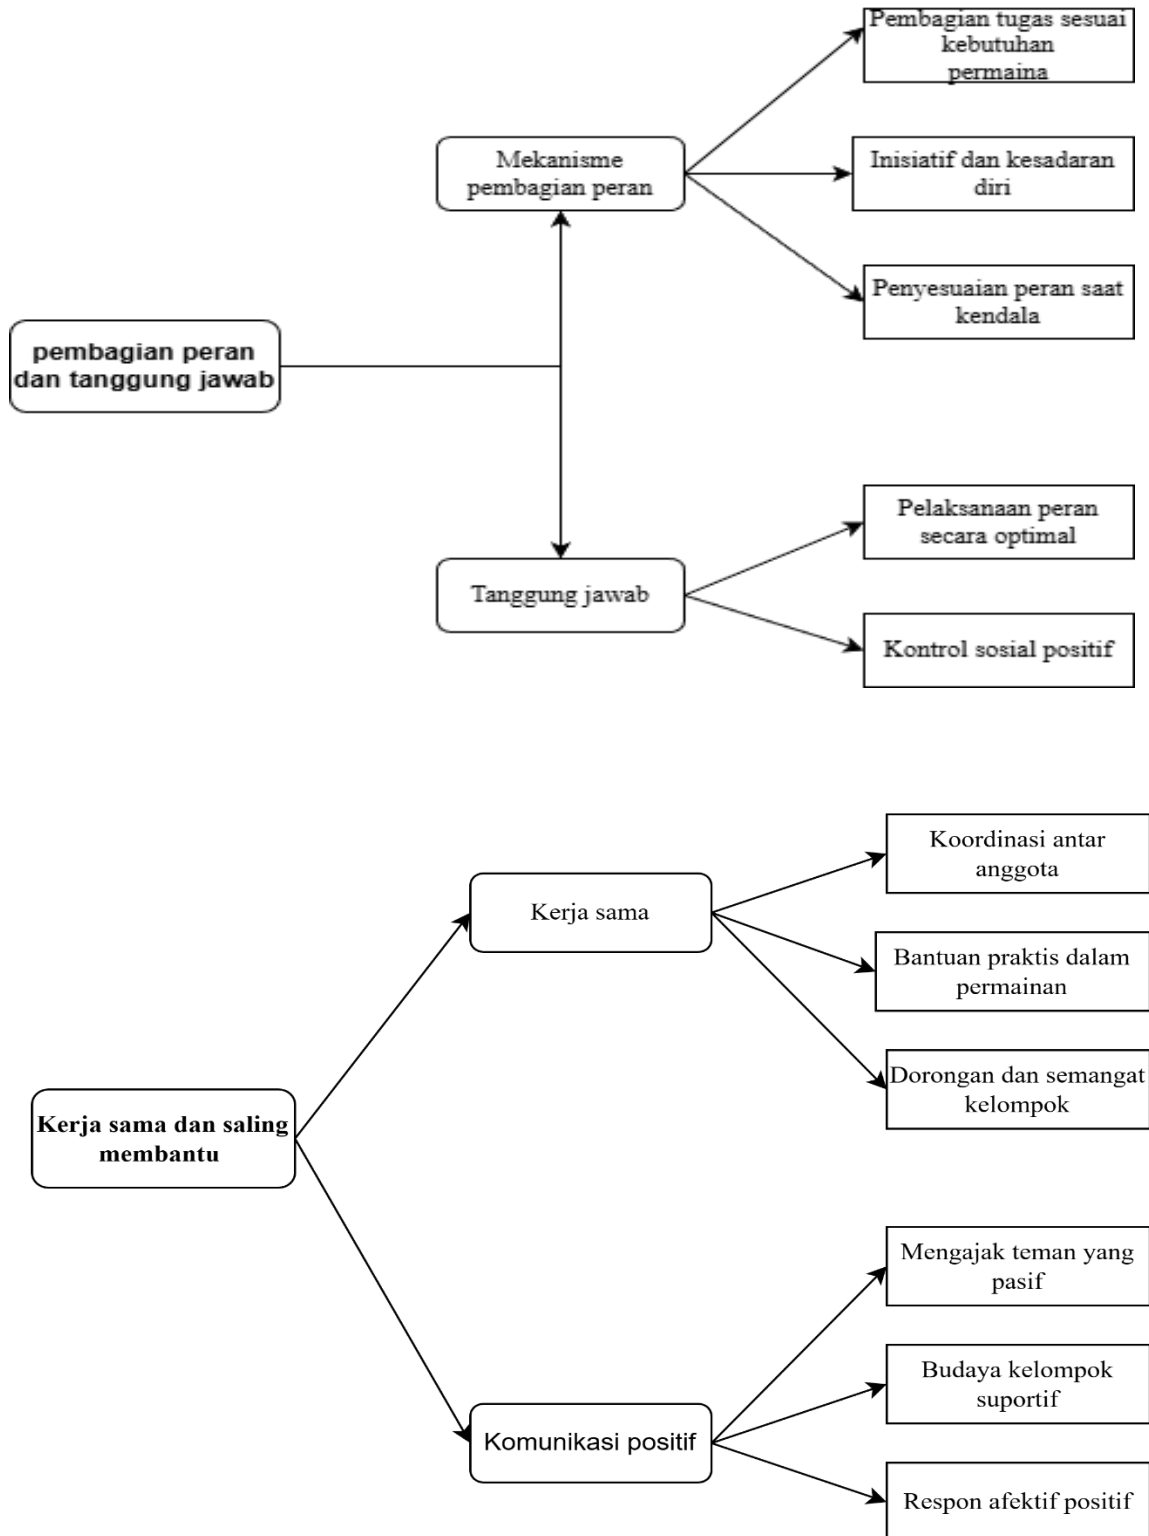 Pembagian tugas sesuai
kebutuhan
permaina
Mekanisme
pembagian peran
Inisiatif dan kesadaran
diri
Penyesuaian peran saat
kendala
pembagian peran
dan tanggung jawab
Pelaksanaan peran
secara optimal
Tanggung jawab
Kontrol sosial positif
Koordinasi antar
anggota
Kerja sama
Bantuan praktis dalam
permainan
Dorongan dan semangat
kelompok
Kerja sama dan saling
membantu
Mengajak teman yang
pasif
Budaya kelompok
suportif
Komunikasi positif
Respon afektif positif